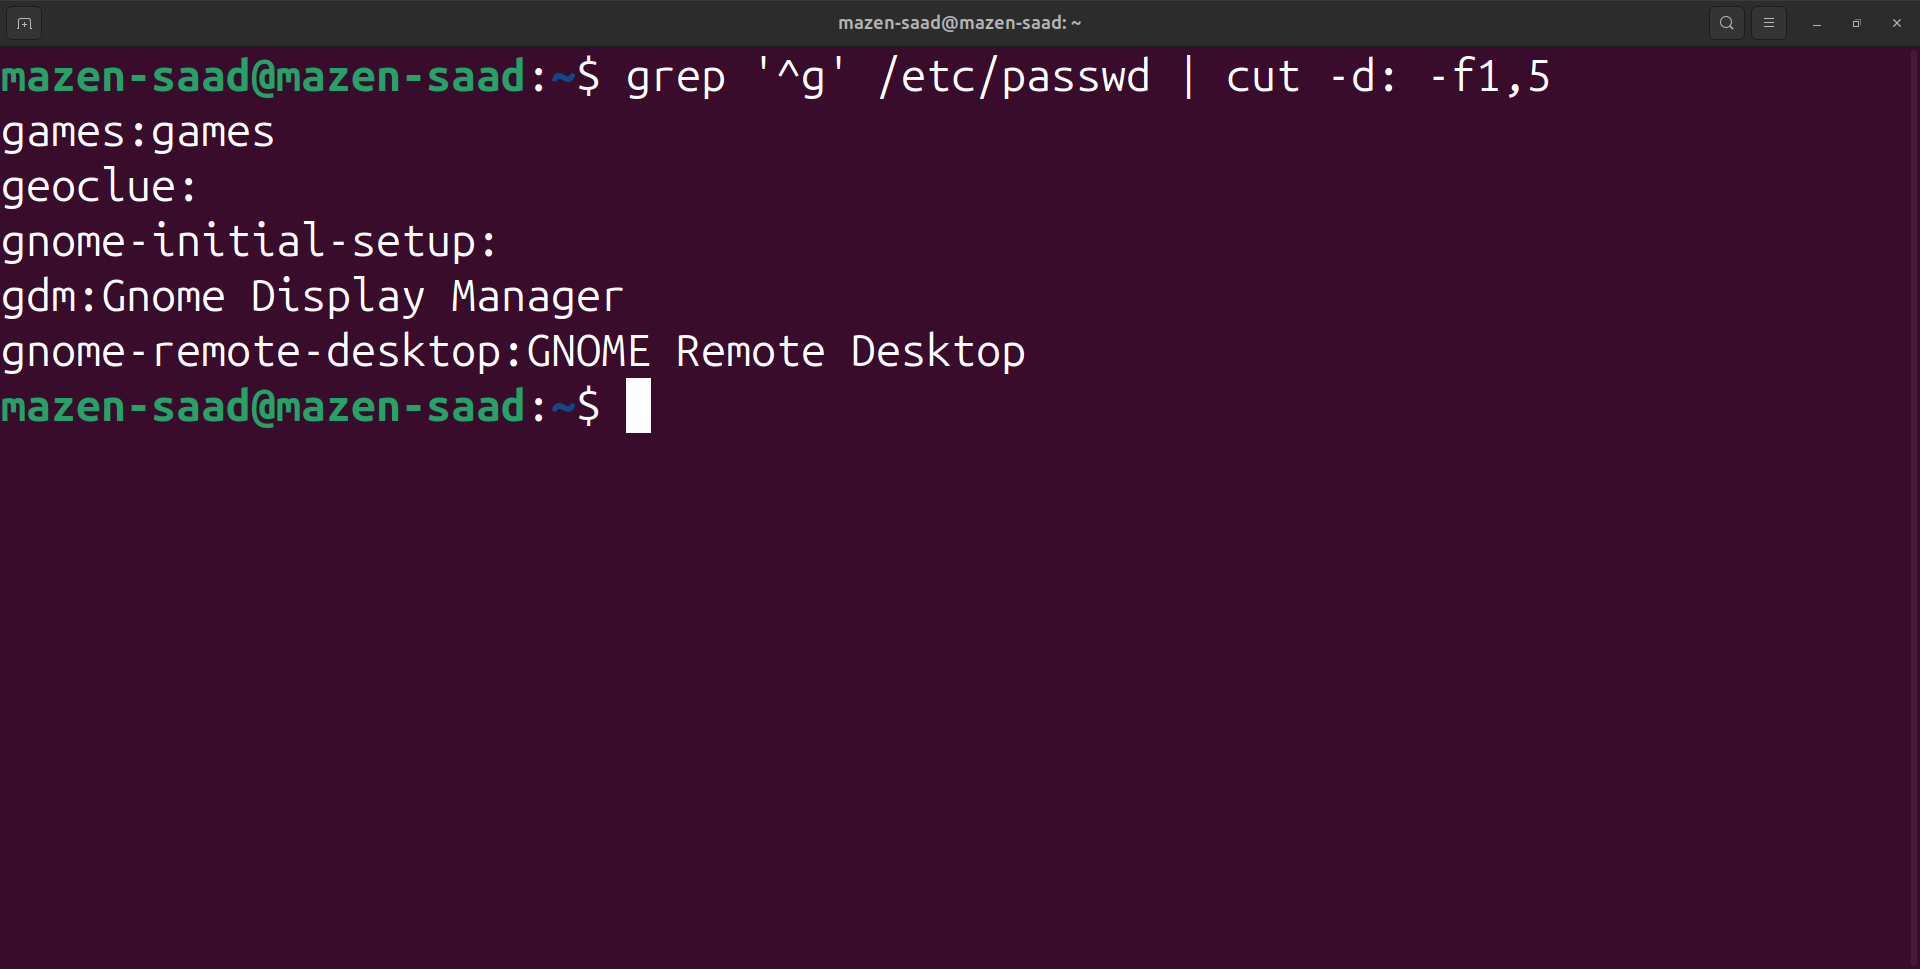 mazen-saad@mazen-saad: ~
mazen-saad@mazen-saad:~$ grep '^g' /etc/passwd | cut -d: -f1,5
games:games
geoclue:
gnome-initial-setup:
gdm:Gnome Display Manager
gnome-remote-desktop:GNOME Remote Desktop
mazen-saad@mazen-saad:~$